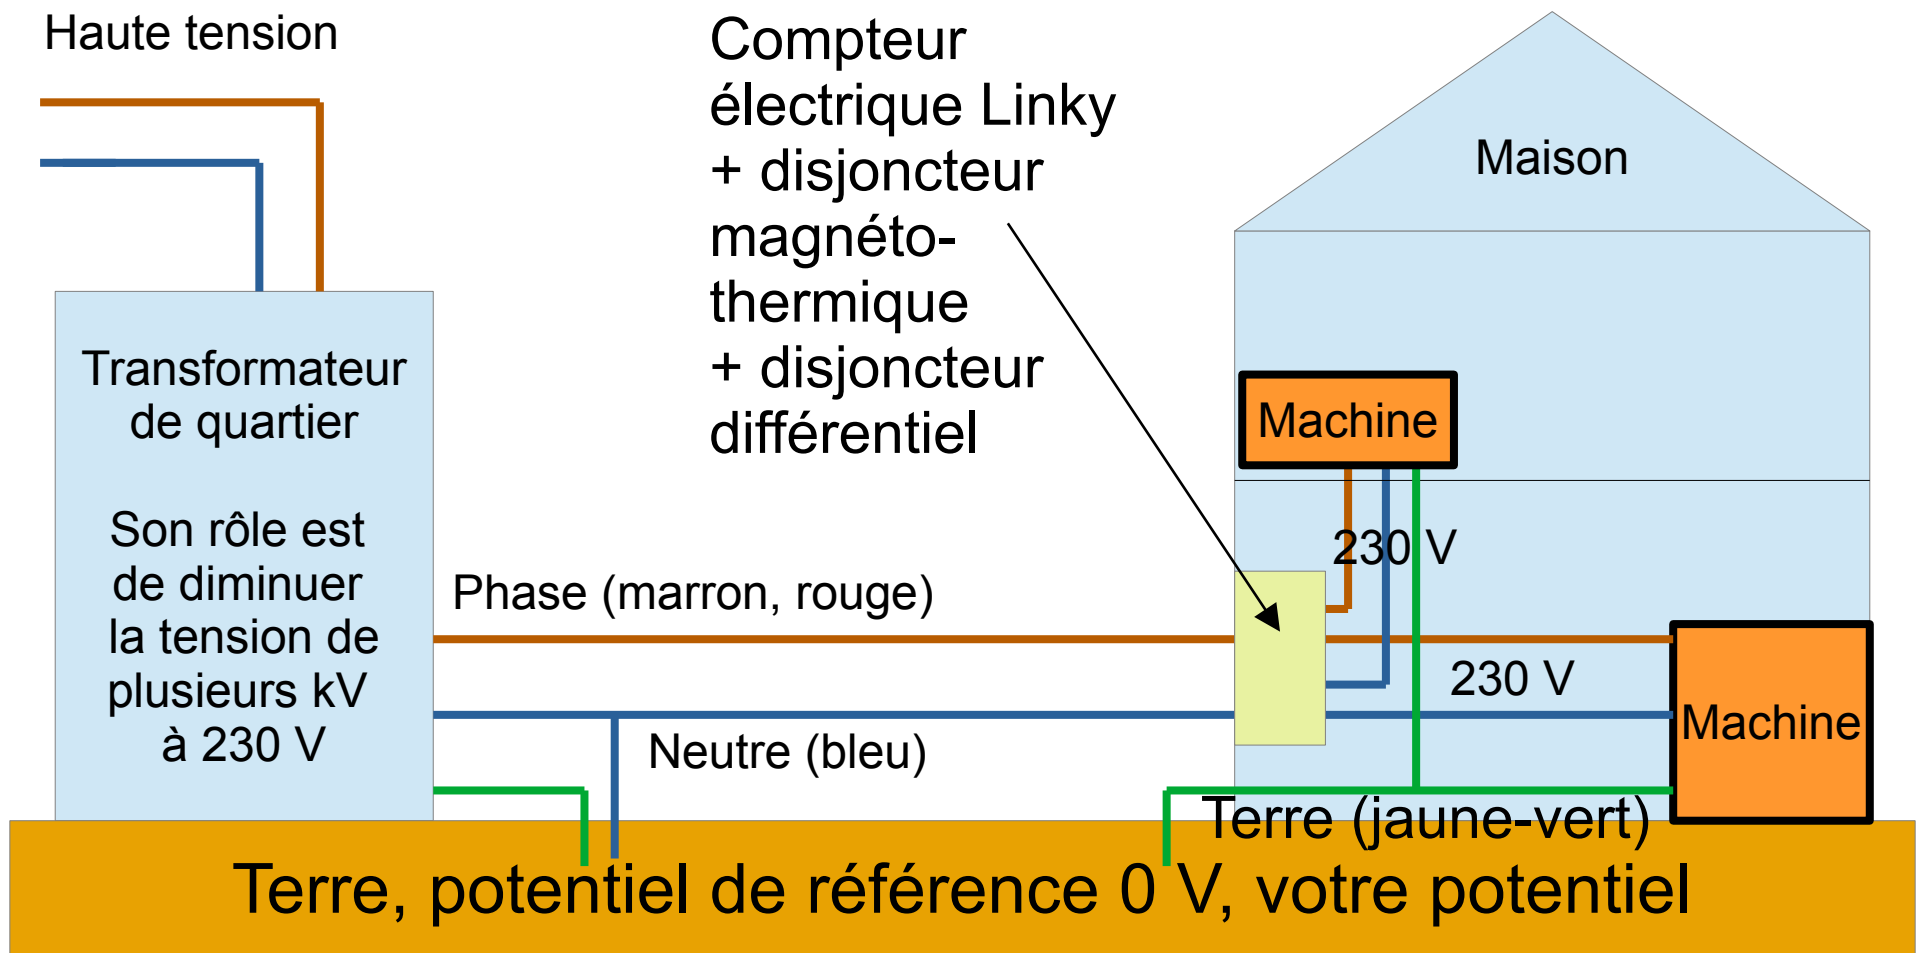 Haute tension
Compteur
électrique Linky
+ disjoncteur
magnéto-
thermique
+ disjoncteur
différentiel
Maison
Transformateur
de quartier
Son rôle est
de diminuer
la tension de
plusieurs kV
à 230 V
Machine
230 V
Phase (marron, rouge)
230 V
Machine
Neutre (bleu)
Terre (jaune-vert)
Terre, potentiel de référence 0 V, votre potentiel